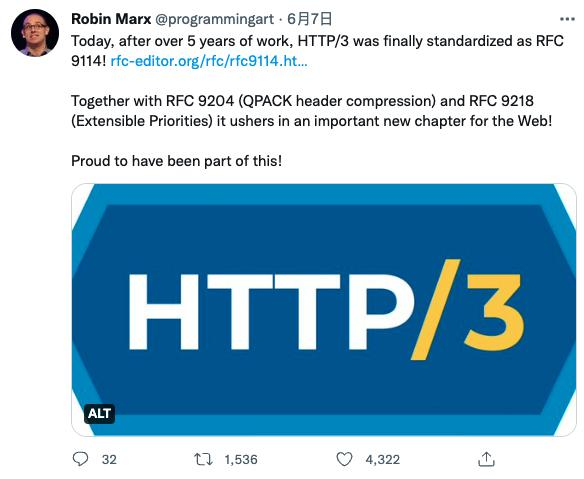 Robin Marx @programmingart · 6月7日
Today, after over 5 years of work, HTTP/3 was finally standardized as RFC
9114! rfc-editor.org/rfc/rfc9114.ht...
Together with RFC 9204 (QPACK header compression) and RFC 9218
(Extensible Priorities) it ushers in an important new chapter for the Web!
Proud to have been part of this!
HTTP/3
ALT
32 1,536 4,322